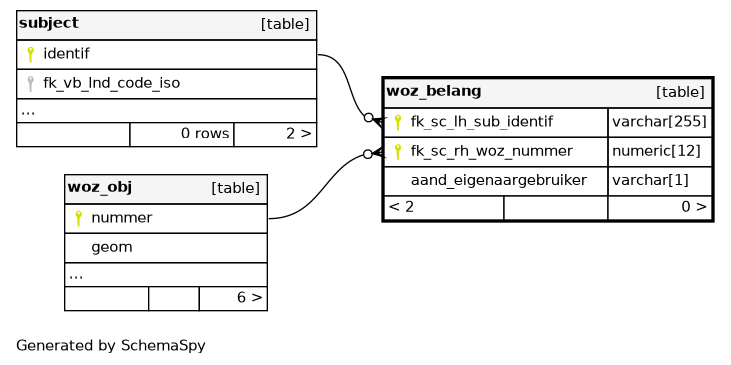 subject [table]
identif
fk_vb_lnd_code_iso
...
0 rows 2 >
woz_belang [table]
fk_sc_lh_sub_identif varchar[255]
fk_sc_rh_woz_nummer numeric[12]
aand_eigenaargebruiker varchar[1]
< 2 0 >
woz_obj [table]
nummer
geom
...
6 >
Generated by SchemaSpy